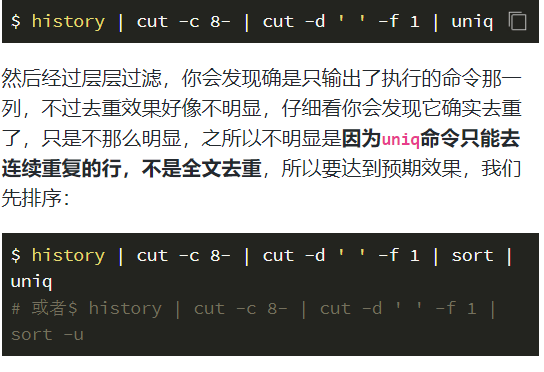 $ history | cut -c 8- | cut -d ' ' -f 1 | uniq
然后经过层层过滤，你会发现确是只输出了执行的命令那一
列，不过去重效果好像不明显，仔细看你会发现它确实去重
了，只是不那么明显，之所以不明显是因为uniq命令只能去
连续重复的行，不是全文去重，所以要达到预期效果，我们
先排序：
$ history | cut -c 8- | cut -d ' ' -f 1 | sort |
uniq
# 或者$ history | cut -c 8- | cut -d ' ' -f 1 |
sort -u